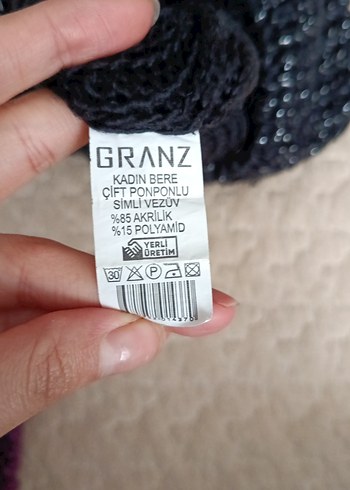 GRANZ
KADIN BERE
ÇİFT PONPONLU
SİMLİ VEZÜV
%85 AKRİLİK
%15 POLYAMİD
YERLİ
ÜRETİM
30 P